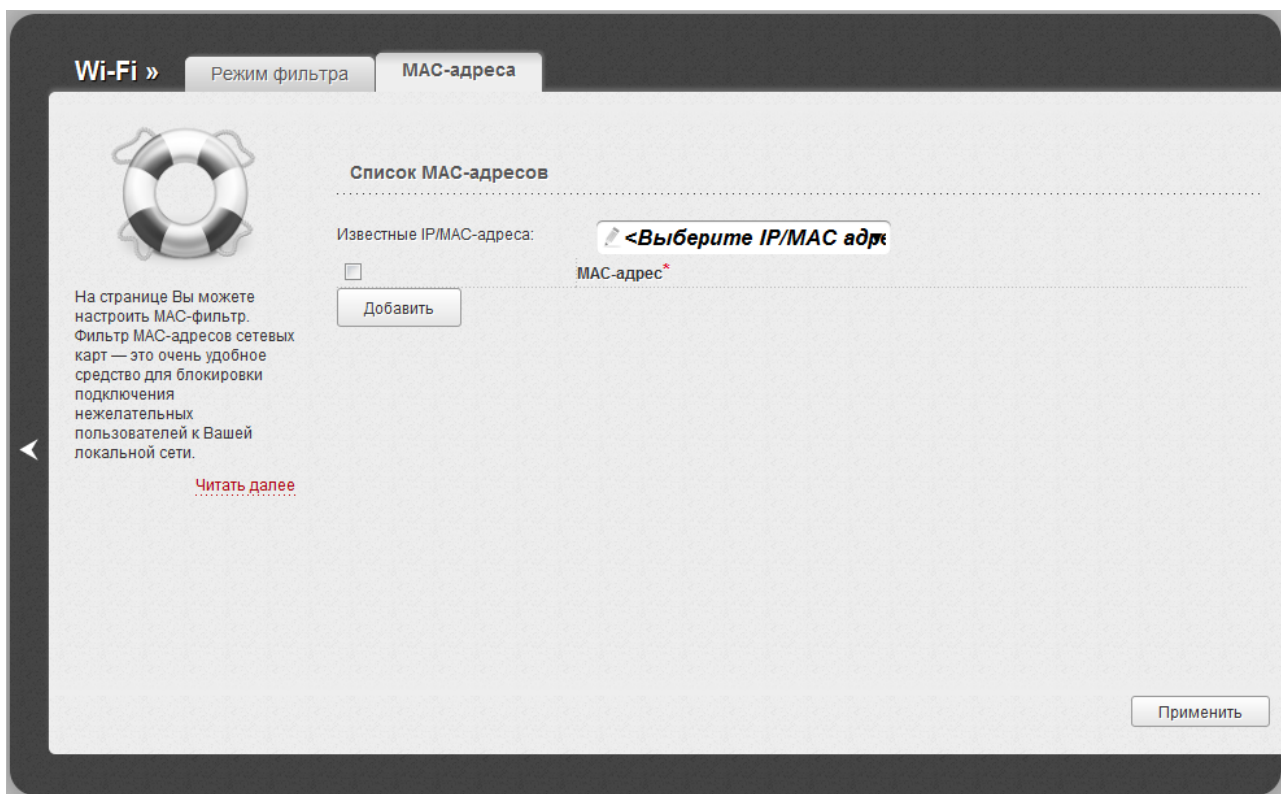 Wi-Fi »
Режим фильтра
MAC-адреса
На странице Вы можете
настроить MAC-фильтр.
Фильтр MAC-адресов сетевых
карт — это очень удобное
средство для блокировки
подключения
нежелательных
пользователей к Вашей
локальной сети.
Читать далее
Список MAC-адресов
Известные IP/MAC-адреса:
<Выберите IP/MAC
MAC-адрес*
Добавить
Применить